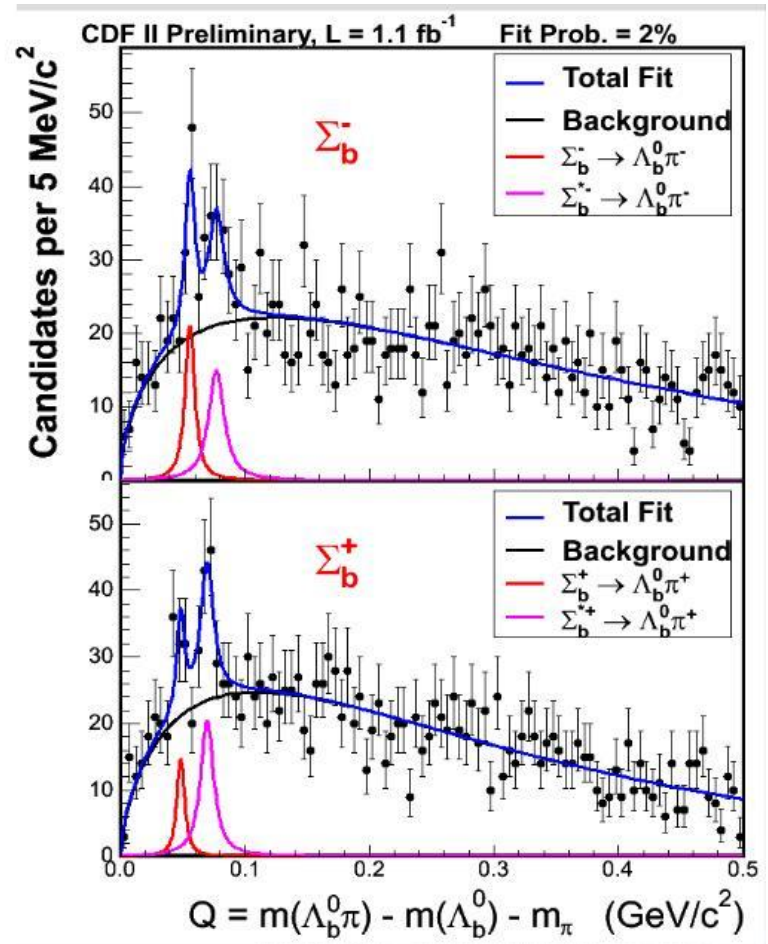 CDF II Preliminary, L = 1.1 fb⁻¹ Fit Prob. = 2%
Candidates per 5 MeV/c²
50
40
30
20
10
0
Σb⁻
Total Fit
Background
Σb⁻ → Λb⁰π⁻
Σb*⁻ → Λb⁰π⁻
50
40
30
20
10
0
Σb⁺
Total Fit
Background
Σb⁺ → Λb⁰π⁺
Σb*⁺ → Λb⁰π⁺
0.0 0.1 0.2 0.3 0.4 0.5
Q = m(Λb⁰π) - m(Λb⁰) - mπ (GeV/c²)